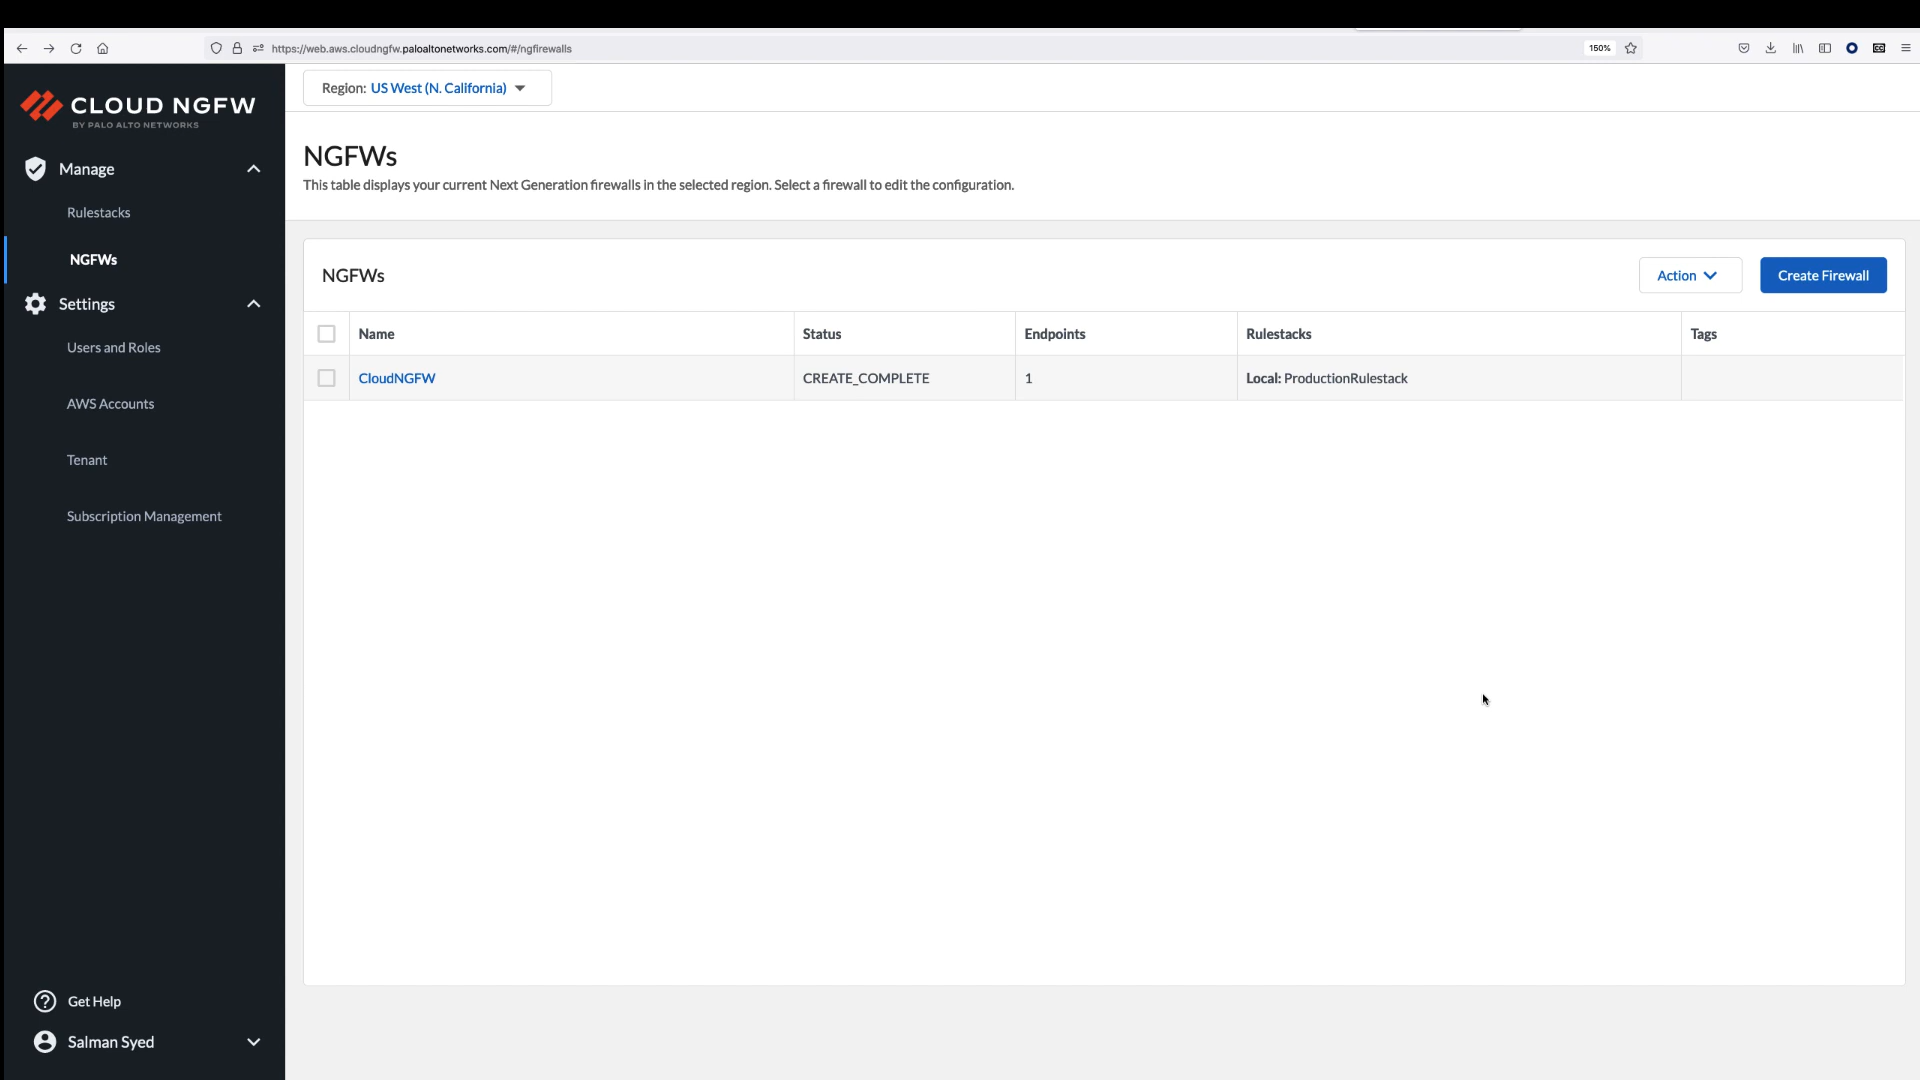 https://web.aws.cloudngfw.paloaltonetworks.com/#/ngfirewalls
150%
CLOUD NGFW
BY PALO ALTO NETWORKS
Manage
Rulestacks
NGFWs
Settings
Users and Roles
AWS Accounts
Tenant
Subscription Management
Get Help
Salman Syed
Region: US West (N. California)
NGFWs
This table displays your current Next Generation firewalls in the selected region. Select a firewall to edit the configuration.
NGFWs
Action
Create Firewall
Name Status Endpoints Rulestacks Tags
CloudNGFW CREATE_COMPLETE 1 Local: ProductionRulestack